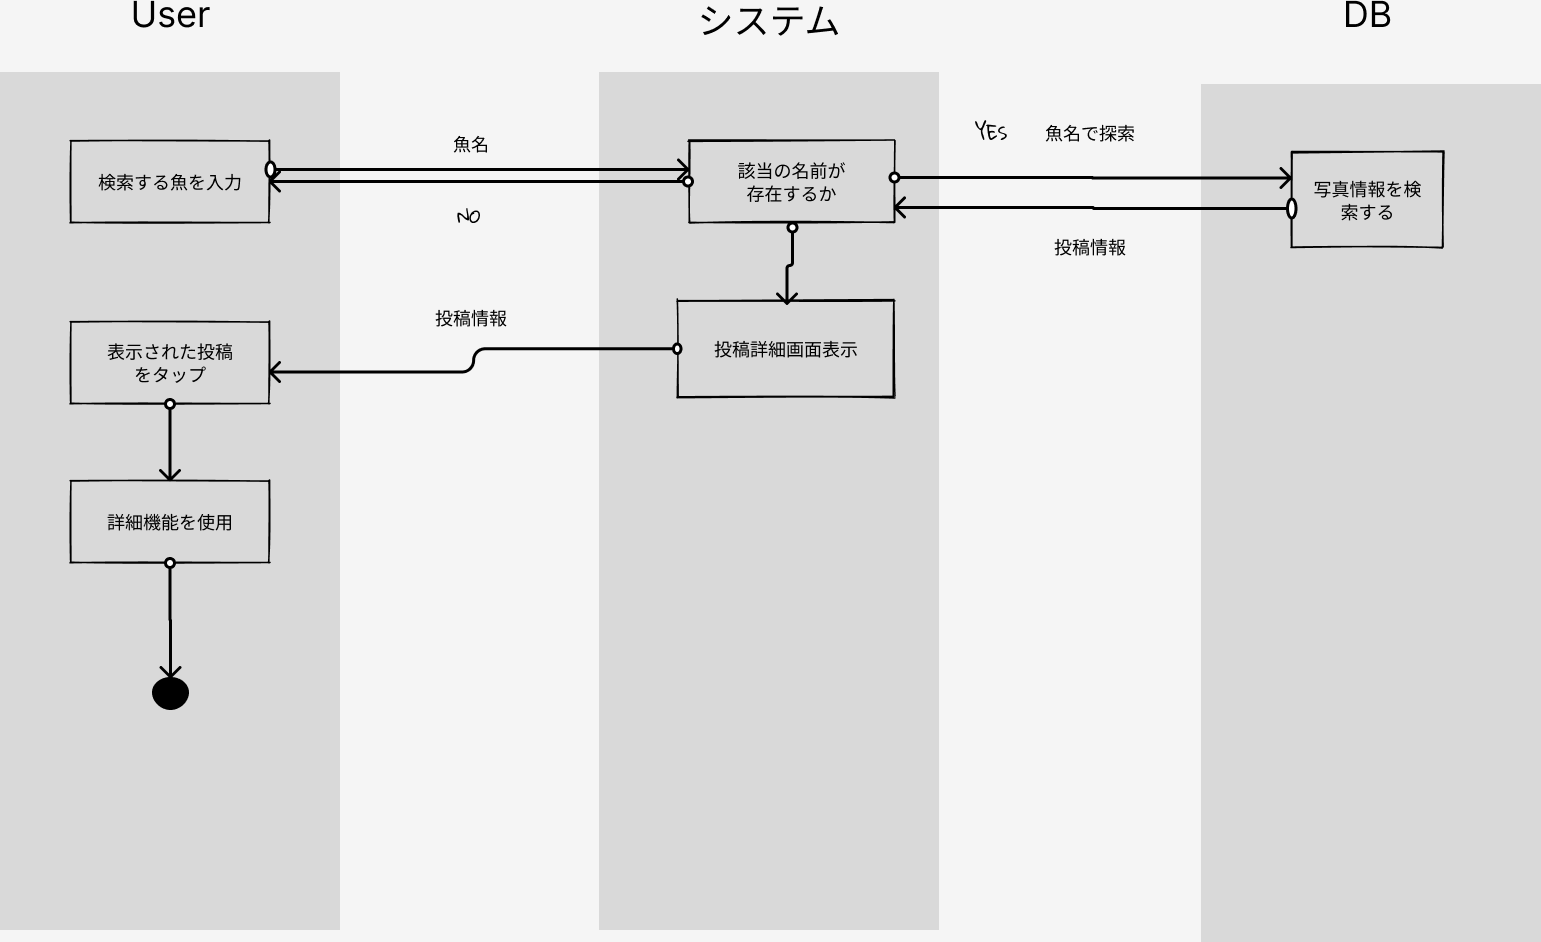 User
システム
DB
検索する魚を入力
魚名
NO
該当の名前が
存在するか
YES 魚名で探索
投稿情報
写真情報を検
索する
表示された投稿
をタップ
投稿情報
投稿詳細画面表示
詳細機能を使用